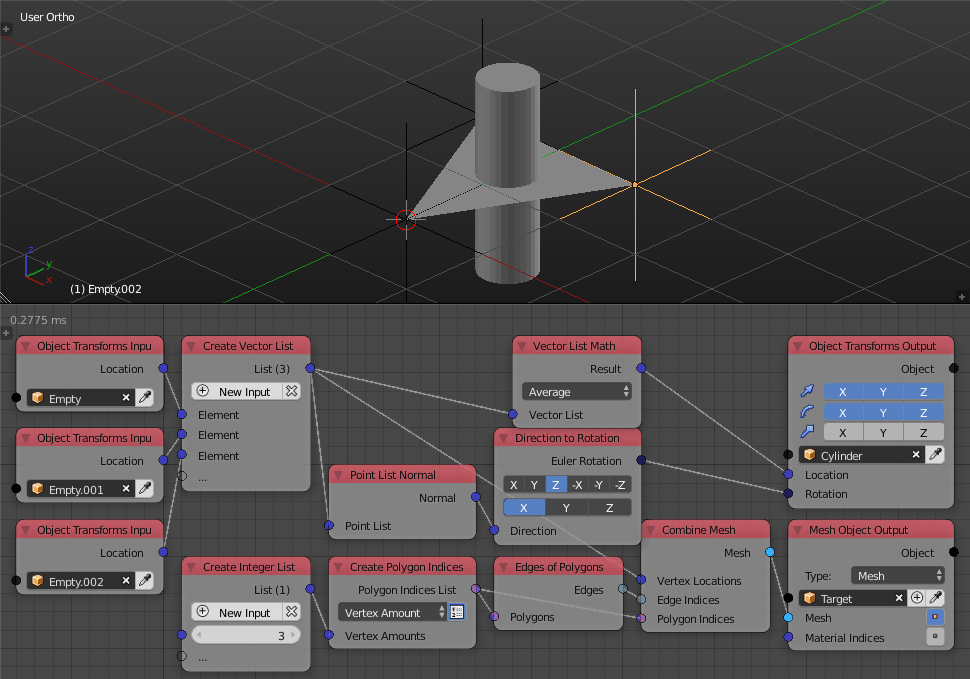 User Ortho
z
y
x
(1) Empty.002
0.2775 ms
Object Transforms Inpu
Location
Empty
Object Transforms Inpu
Location
Empty.001
Object Transforms Inpu
Location
Empty.002
Create Vector List
List (3)
New Input
Element
Element
Element
...
Create Integer List
List (1)
New Input
3
...
Point List Normal
Normal
Point List
Create Polygon Indices
Polygon Indices List
Vertex Amount
Vertex Amounts
Vector List Math
Result
Average
Vector List
Direction to Rotation
Euler Rotation
X Y Z -X -Y -Z
X Y Z
Direction
Edges of Polygons
Edges
Polygons
Combine Mesh
Mesh
Vertex Locations
Edge Indices
Polygon Indices
Object Transforms Output
Object
X Y Z
X Y Z
X Y Z
Cylinder
Location
Rotation
Mesh Object Output
Object
Type: Mesh
Target
Mesh
Material Indices